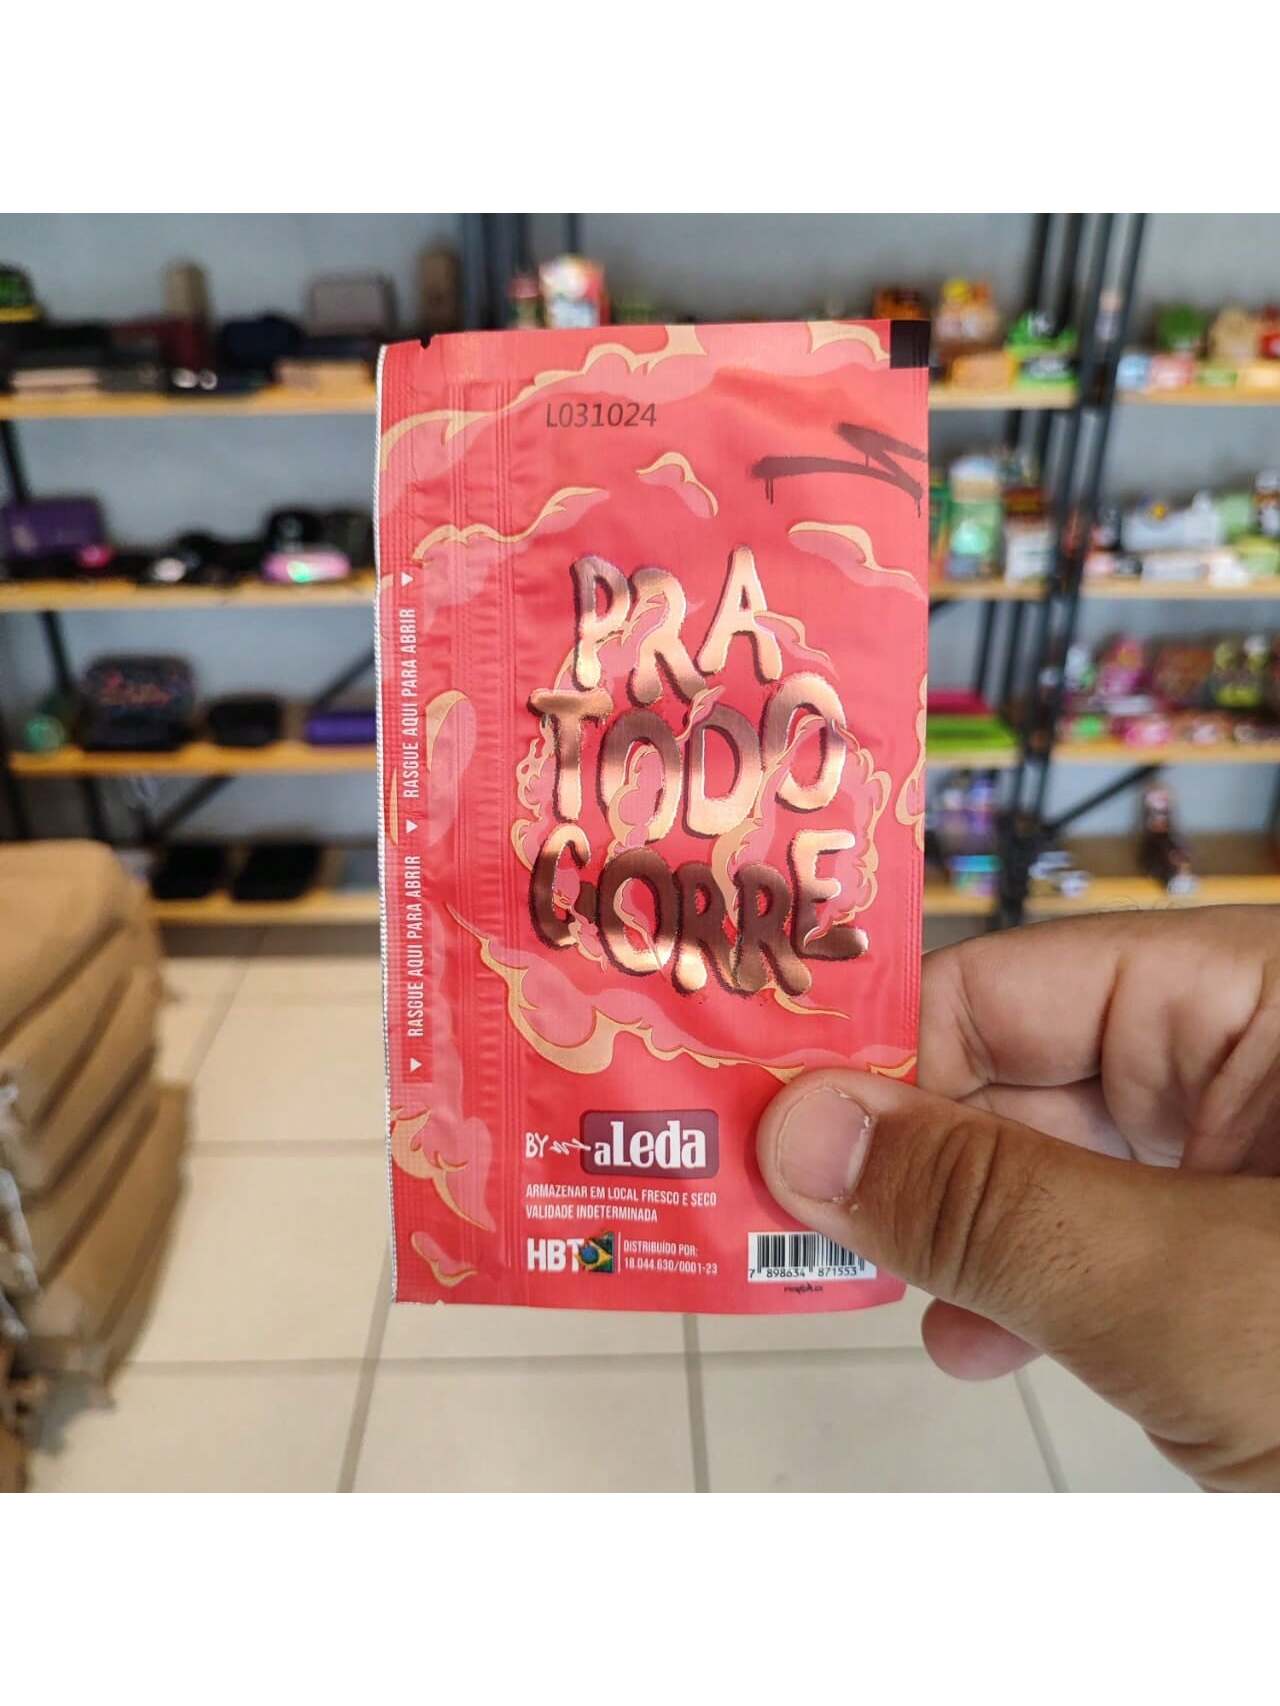 L031024
PRA
TODO
CORRE
RASGUE AQUI PARA ABRIR
RASGUE AQUI PARA ABRIR
BY aLeda
ARMAZENAR EM LOCAL FRESCO E SECO
VALIDADE INDETERMINADA
HBT
DISTRIBUÍDO POR:
18.044.630/0001-23
7 898634 871553